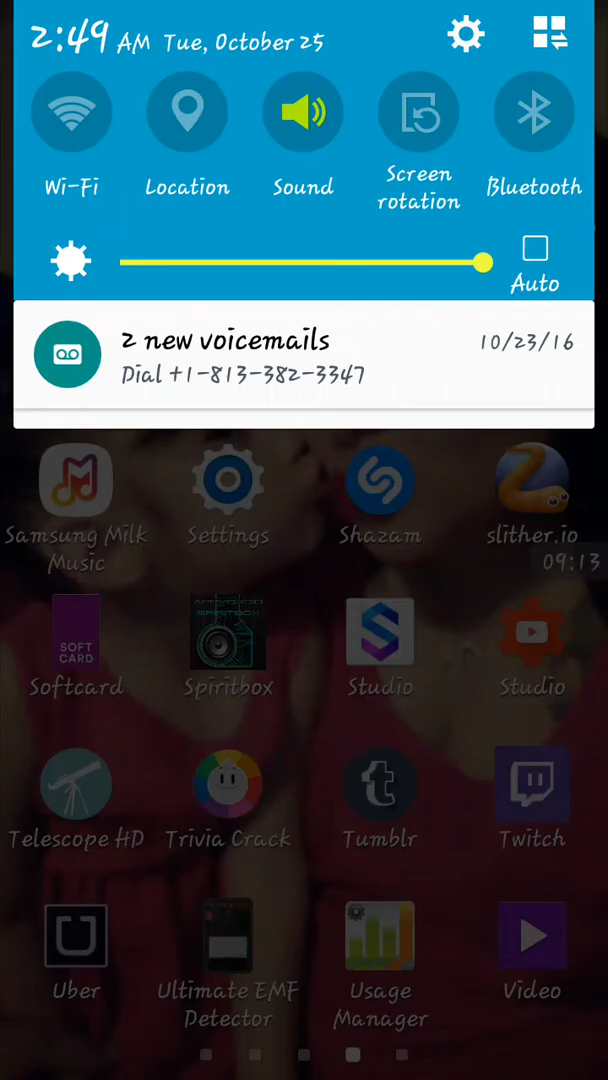 2:49 AM Tue, October 25
Wi-Fi Location Sound Screen rotation Bluetooth
Auto
2 new voicemails 10/23/16
Dial +1-813-382-3347
Samsung Milk Music Settings Shazam slither.io
09:13
SOFT CARD
SPIRITBOX
Softcard Spiritbox Studio Studio
Telescope HD Trivia Crack Tumblr Twitch
Uber Ultimate EMF Detector Usage Manager Video